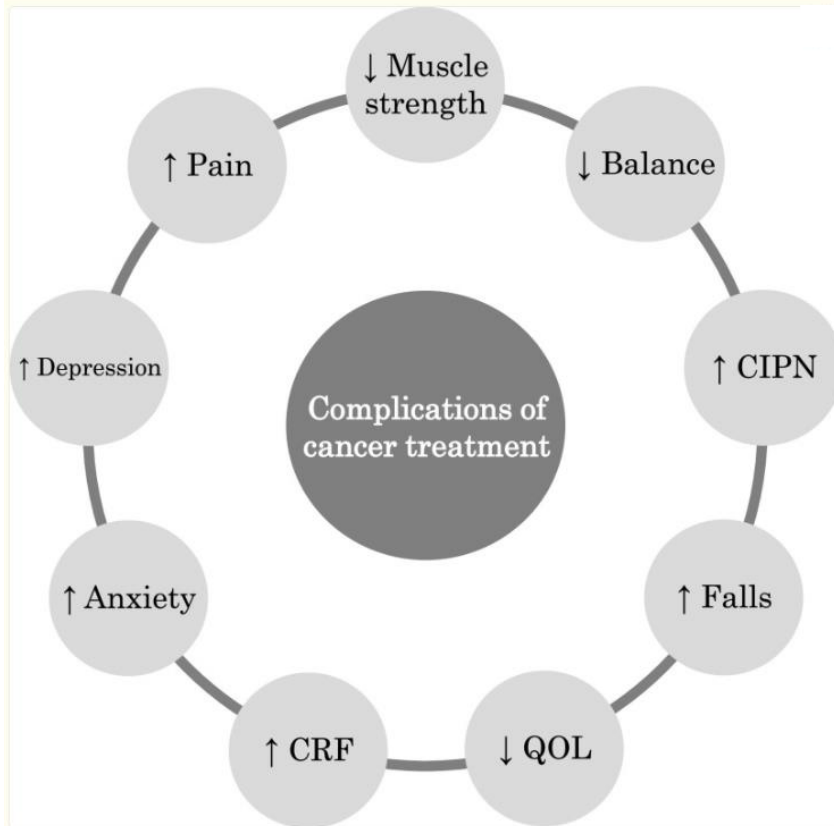 ↓ Muscle
strength
↓ Balance
↑ CIPN
↑ Falls
↓ QOL
↑ CRF
↑ Anxiety
↑ Depression
↑ Pain
Complications of
cancer treatment